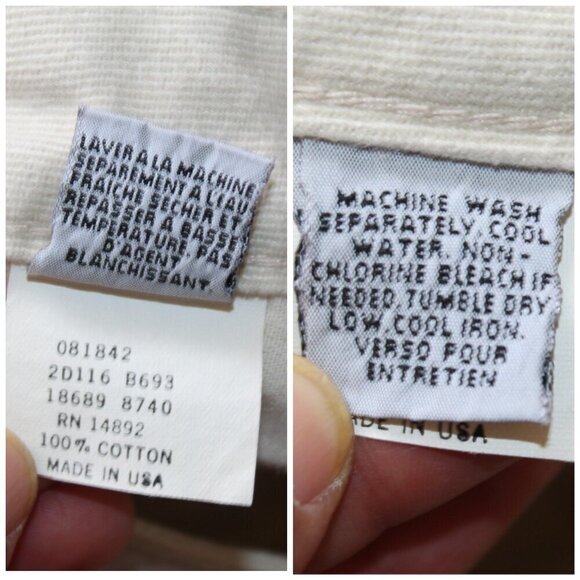 LAVER A LA MACHINE
SEPAREMENT A L'EAU
FRAICHE SECHER ET
REPASSER A BASSE
TEMPERATURE. PAS
D'AGENT
BLANCHISSANT.
081842
2D116 B693
18689 8740
RN 14892
100% COTTON
MADE IN USA
MACHINE WASH
SEPARATELY, COOL
WATER. NON-
CHLORINE BLEACH IF
NEEDED. TUMBLE DRY
LOW. COOL IRON.
VERSO POUR
ENTRETIEN
MADE IN USA